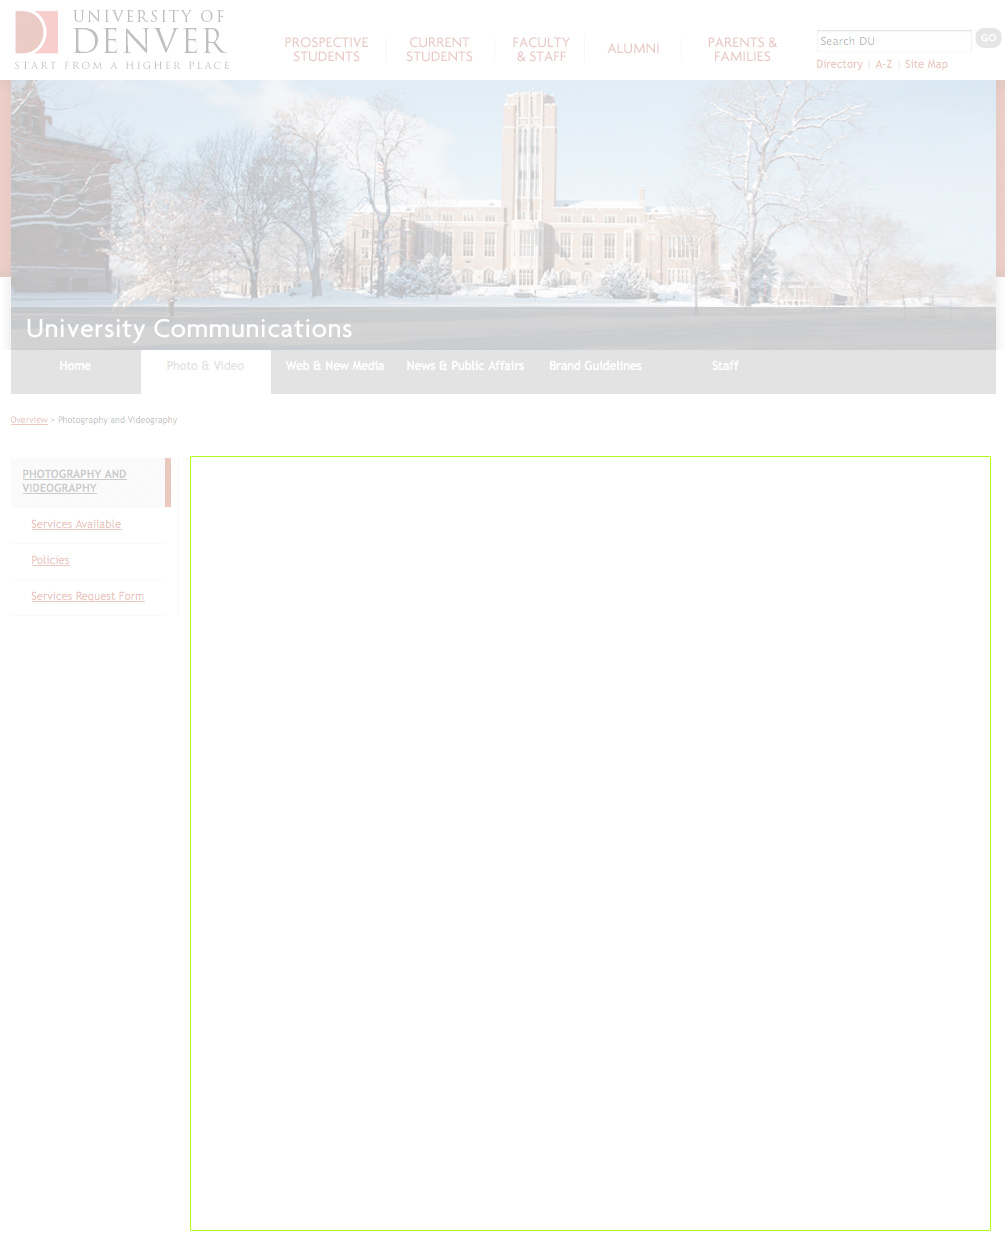 UNIVERSITY OF
DENVER
START FROM A HIGHER PLACE
PROSPECTIVE
STUDENTS
CURRENT
STUDENTS
FACULTY
& STAFF
ALUMNI
PARENTS &
FAMILIES
Search DU
GO
Directory | A-Z | Site Map
University Communications
Home
Photo & Video
Web & New Media
News & Public Affairs
Brand Guidelines
Staff
Overview > Photography and Videography
PHOTOGRAPHY AND
VIDEOGRAPHY
Services Available
Policies
Services Request Form